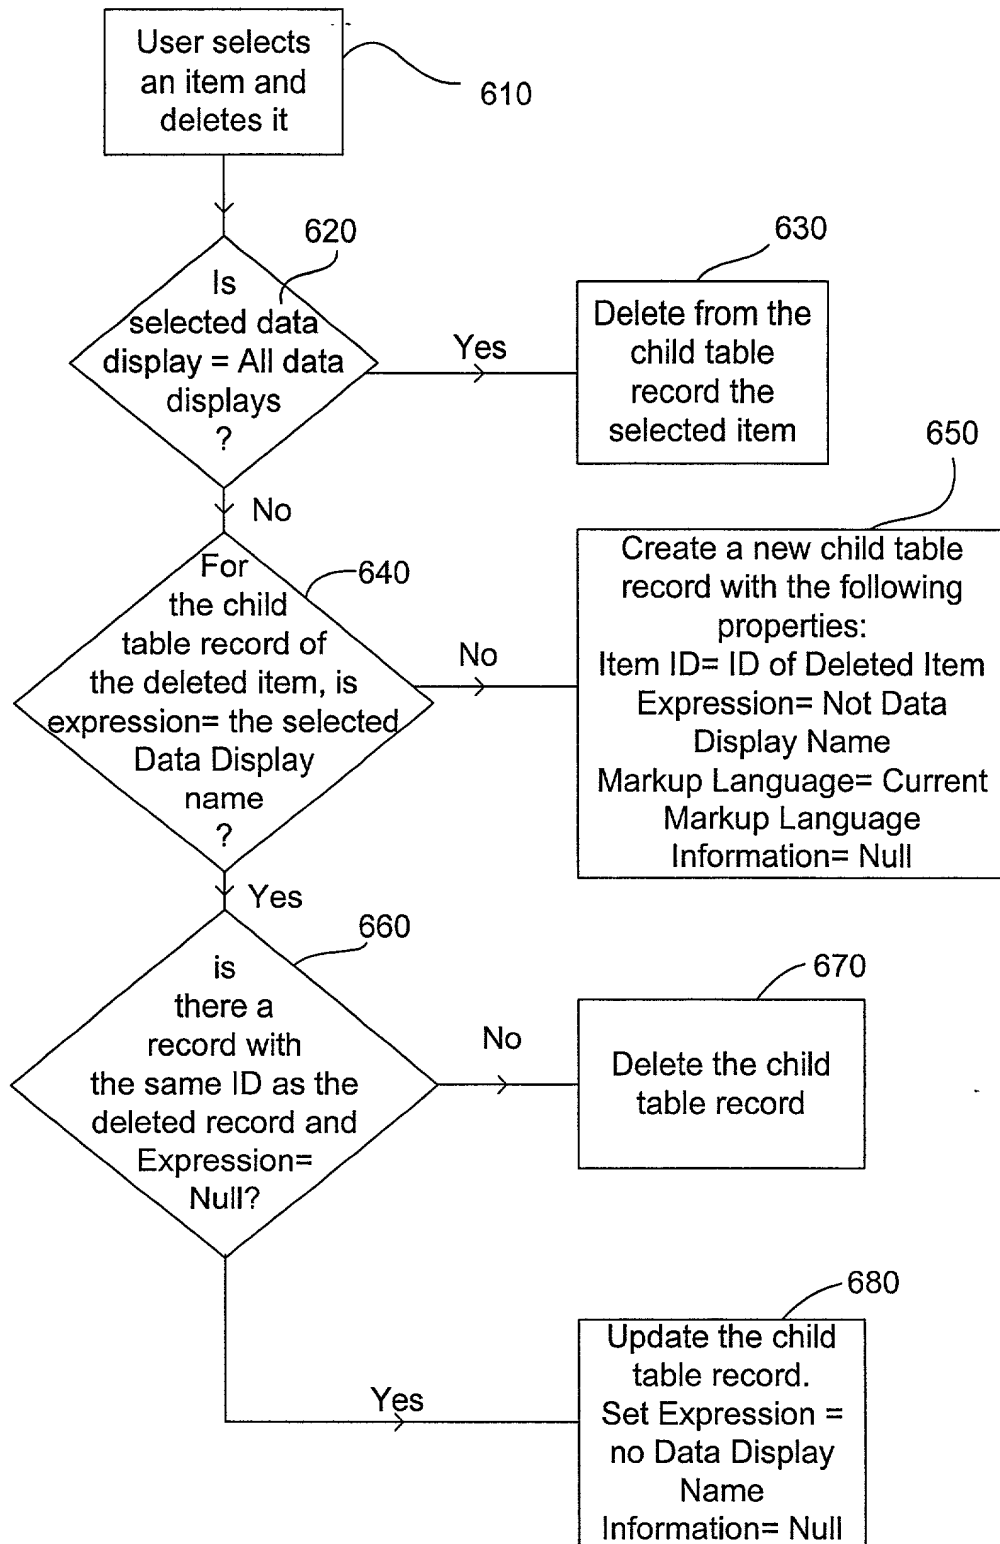 User selects
an item and
deletes it
610
620
Is
selected data
display = All data
displays
?
Yes
630
Delete from the
child table
record the
selected item
No
640
For
the child
table record of
the deleted item, is
expression= the selected
Data Display
name
?
No
650
Create a new child table
record with the following
properties:
Item ID= ID of Deleted Item
Expression= Not Data
Display Name
Markup Language= Current
Markup Language
Information= Null
Yes
660
is
there a
record with
the same ID as the
deleted record and
Expression=
Null?
No
670
Delete the child
table record
Yes
680
Update the child
table record.
Set Expression =
no Data Display
Name
Information= Null